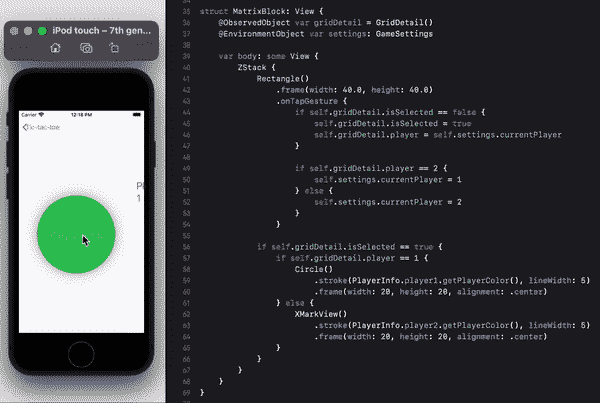 iPod touch – 7th gen...
Carrier 12:18 PM
ic-tac-toe
1
35 struct MatrixBlock: View {
36 @ObservedObject var gridDetail = GridDetail()
37 @EnvironmentObject var settings: GameSettings
38
39 var body: some View {
40 ZStack {
41 Rectangle()
42 .frame(width: 40.0, height: 40.0)
43 .onTapGesture {
44 if self.gridDetail.isSelected == false {
45 self.gridDetail.isSelected = true
46 self.gridDetail.player = self.settings.currentPlayer
47 }
48
49 if self.gridDetail.player == 2 {
50 self.settings.currentPlayer = 1
51 } else {
52 self.settings.currentPlayer = 2
53 }
54 }
55
56 if self.gridDetail.isSelected == true {
57 if self.gridDetail.player == 1 {
58 Circle()
59 .stroke(PlayerInfo.player1.getPlayerColor(), lineWidth: 5)
60 .frame(width: 20, height: 20, alignment: .center)
61 } else {
62 XMarkView()
63 .stroke(PlayerInfo.player2.getPlayerColor(), lineWidth: 5)
64 .frame(width: 20, height: 20, alignment: .center)
65 }
66 }
67 }
68 }
69 }